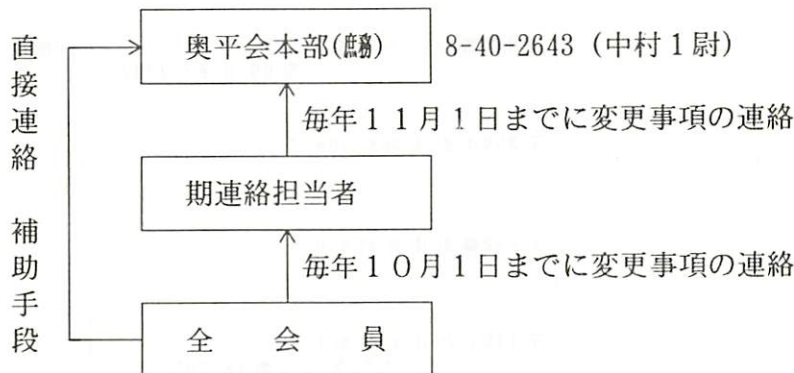 奥平会本部(庶務) 8-40-2643 (中村1尉)
毎年11月1日までに変更事項の連絡
期連絡担当者
毎年10月1日までに変更事項の連絡
全会員
直接連絡 補助手段